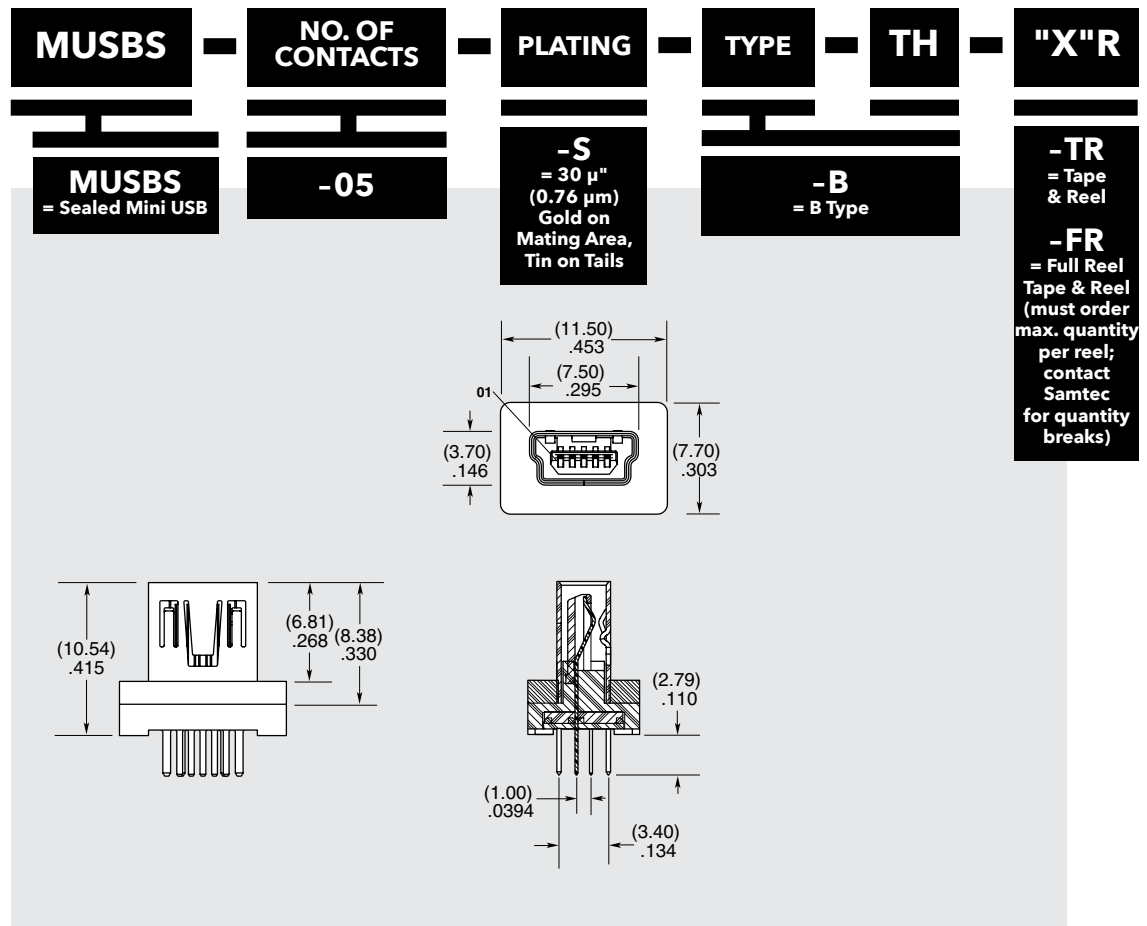 MUSBS
NO. OF
CONTACTS
PLATING
TYPE
TH
"X"R
MUSBS
= Sealed Mini USB
–05
–S
= 30 µ"
(0.76 µm)
Gold on
Mating Area,
Tin on Tails
–B
= B Type
–TR
= Tape
& Reel
–FR
= Full Reel
Tape & Reel
(must order
max. quantity
per reel;
contact
Samtec
for quantity
breaks)
(11.50)
.453
(7.50)
.295
01
(3.70)
.146
(7.70)
.303
(10.54)
.415
(6.81)
.268
(8.38)
.330
(2.79)
.110
(1.00)
.0394
(3.40)
.134